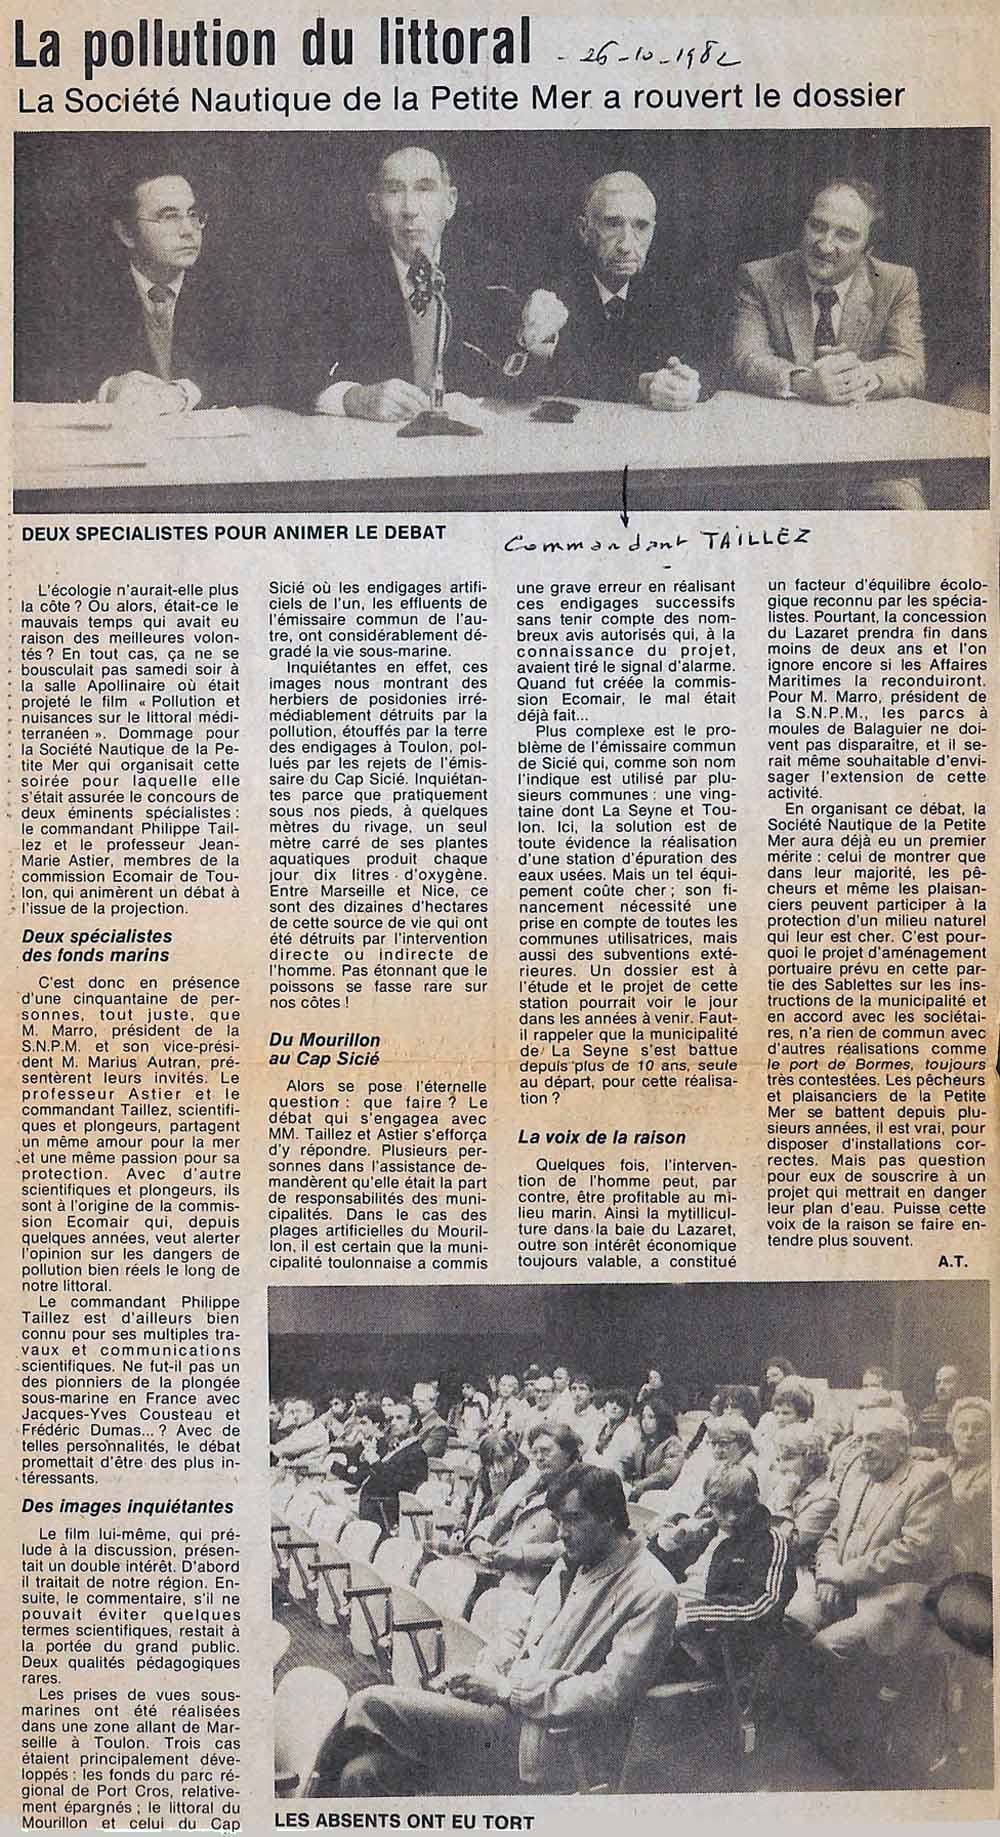 La pollution du littoral - 26-10-1982
La Société Nautique de la Petite Mer a rouvert le dossier
DEUX SPECIALISTES POUR ANIMER LE DEBAT
Commandant TAILLEZ
L'écologie n'aurait-elle plus
la côte ? Ou alors, était-ce le
mauvais temps qui avait eu
raison des meilleures volon-
tés ? En tout cas, ça ne se
bousculait pas samedi soir à
la salle Apollinaire où était
projeté le film « Pollution et
nuisances sur le littoral médi-
terranéen ». Dommage pour
la Société Nautique de la Pe-
tite Mer qui organisait cette
soirée pour laquelle elle
s'était assurée le concours de
deux éminents spécialistes :
le commandant Philippe Tail-
lez et le professeur Jean-
Marie Astier, membres de la
commission Ecomair de Tou-
lon, qui animèrent un débat à
l'issue de la projection.
Deux spécialistes
des fonds marins
C'est donc en présence
d'une cinquantaine de per-
sonnes, tout juste, que
M. Marro, président de la
S.N.P.M. et son vice-prési-
dent M. Marius Autran, pré-
sentèrent leurs invités. Le
professeur Astier et le
commandant Taillez, scientifi-
ques et plongeurs, partagent
un même amour pour la mer
et une même passion pour sa
protection. Avec d'autre
scientifiques et plongeurs, ils
sont à l'origine de la commis-
sion Ecomair qui, depuis
quelques années, veut alerter
l'opinion sur les dangers de
pollution bien réels le long de
notre littoral.
Le commandant Philippe
Taillez est d'ailleurs bien
connu pour ses multiples tra-
vaux et communications
scientifiques. Ne fut-il pas un
des pionniers de la plongée
sous-marine en France avec
Jacques-Yves Cousteau et
Frédéric Dumas... ? Avec de
telles personnalités, le débat
promettait d'être des plus in-
téressants.
Des images inquiétantes
Le film lui-même, qui pré-
lude à la discussion, présen-
tait un double intérêt. D'abord
il traitait de notre région. En-
suite, le commentaire, s'il ne
pouvait éviter quelques
termes scientifiques, restait à
la portée du grand public.
Deux qualités pédagogiques
rares.
Les prises de vues sous-
marines ont été réalisées
dans une zone allant de Mar-
seille à Toulon. Trois cas
étaient principalement déve-
loppés : les fonds du parc ré-
gional de Port Cros, relative-
ment épargnés ; le littoral du
Mourillon et celui du Cap
Sicié où les endigages artifi-
ciels de l'un, les effluents de
l'émissaire commun de l'au-
tre, ont considérablement dé-
gradé la vie sous-marine.
Inquiétantes en effet, ces
images nous montrant des
herbiers de posidonies irré-
médiablement détruits par la
pollution, étouffés par la terre
des endigages à Toulon, pol-
lués par les rejets de l'émis-
saire du Cap Sicié. Inquiétan-
tes parce que pratiquement
sous nos pieds, à quelques
mètres du rivage, un seul
mètre carré de ses plantes
aquatiques produit chaque
jour dix litres d'oxygène.
Entre Marseille et Nice, ce
sont des dizaines d'hectares
de cette source de vie qui ont
été détruits par l'intervention
directe ou indirecte de
l'homme. Pas étonnant que le
poissons se fasse rare sur
nos côtes !
Du Mourillon
au Cap Sicié
Alors se pose l'éternelle
question : que faire ? Le
débat qui s'engagea avec
MM. Taillez et Astier s'efforça
d'y répondre. Plusieurs per-
sonnes dans l'assistance de-
mandèrent qu'elle était la part
de responsabilités des muni-
cipalités. Dans le cas des
plages artificielles du Mouril-
lon, il est certain que la muni-
cipalité toulonnaise a commis
une grave erreur en réalisant
ces endigages successifs
sans tenir compte des nom-
breux avis autorisés qui, à la
connaissance du projet,
avaient tiré le signal d'alarme.
Quand fut créée la commis-
sion Ecomair, le mal était
déjà fait...
Plus complexe est le pro-
blème de l'émissaire commun
de Sicié qui, comme son nom
l'indique est utilisé par plu-
sieurs communes : une ving-
taine dont La Seyne et Tou-
lon. Ici, la solution est de
toute évidence la réalisation
d'une station d'épuration des
eaux usées. Mais un tel équi-
pement coûte cher ; son fi-
nancement nécessité une
prise en compte de toutes les
communes utilisatrices, mais
aussi des subventions exté-
rieures. Un dossier est à
l'étude et le projet de cette
station pourrait voir le jour
dans les années à venir. Faut-
il rappeler que la municipalité
de La Seyne s'est battue
depuis plus de 10 ans, seule
au départ, pour cette réalisa-
tion ?
La voix de la raison
Quelques fois, l'interven-
tion de l'homme peut, par
contre, être profitable au mi-
lieu marin. Ainsi la mytilicul-
ture dans la baie du Lazaret,
outre son intérêt économique
toujours valable, a constitué
un facteur d'équilibre écolo-
gique reconnu par les spécia-
listes. Pourtant, la concession
du Lazaret prendra fin dans
moins de deux ans et l'on
ignore encore si les Affaires
Maritimes la reconduiront.
Pour M. Marro, président de
la S.N.P.M., les parcs à
moules de Balaguier ne doi-
vent pas disparaître, et il se-
rait même souhaitable d'envi-
sager l'extension de cette
activité.
En organisant ce débat, la
Société Nautique de la Petite
Mer aura déjà eu un premier
mérite : celui de montrer que
dans leur majorité, les pê-
cheurs et même les plaisan-
ciers peuvent participer à la
protection d'un milieu naturel
qui leur est cher. C'est pour-
quoi le projet d'aménagement
portuaire prévu en cette par-
tie des Sablettes sur les ins-
tructions de la municipalité et
en accord avec les sociétai-
res, n'a rien de commun avec
d'autres réalisations comme
le port de Bormes, toujours
très contestées. Les pêcheurs
et plaisanciers de la Petite
Mer se battent depuis plu-
sieurs années, il est vrai, pour
disposer d'installations cor-
rectes. Mais pas question
pour eux de souscrire à un
projet qui mettrait en danger
leur plan d'eau. Puisse cette
voix de la raison se faire en-
tendre plus souvent.
A.T.
LES ABSENTS ONT EU TORT